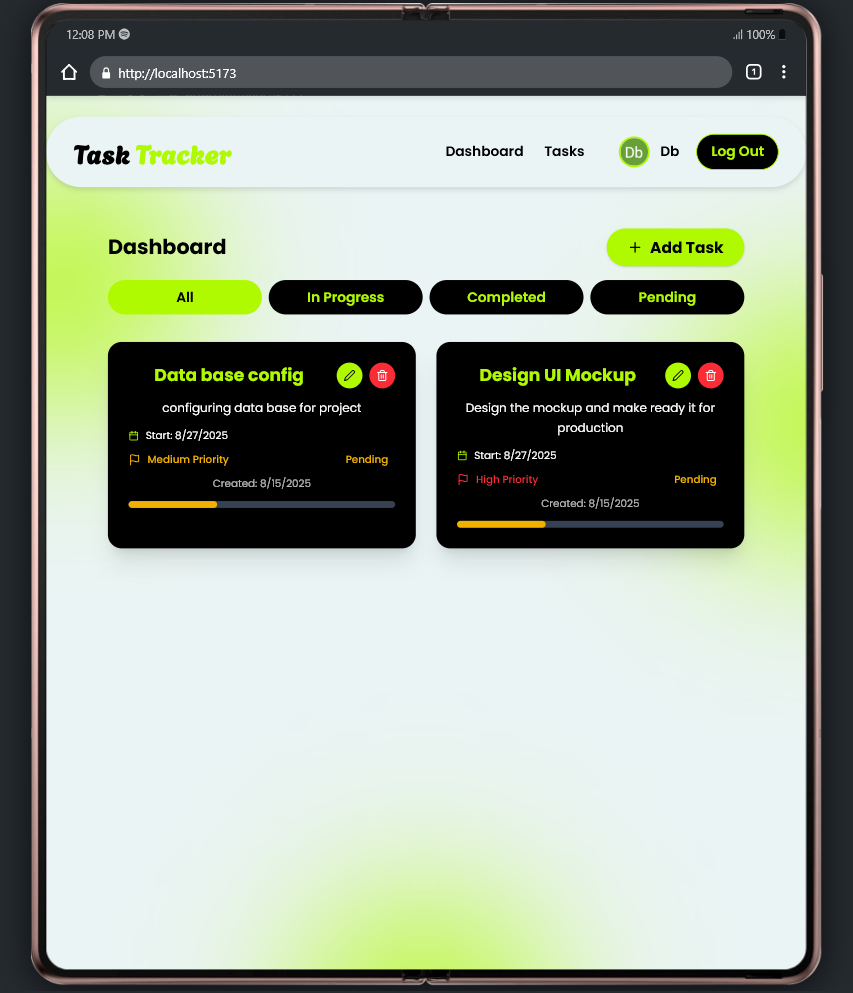 12:08 PM
100%
http://localhost:5173
1
Task Tracker
Dashboard
Tasks
Db
Db
Log Out
Dashboard
+ Add Task
All
In Progress
Completed
Pending
Data base config
configuring data base for project
Start: 8/27/2025
Medium Priority
Pending
Created: 8/15/2025
Design UI Mockup
Design the mockup and make ready it for
production
Start: 8/27/2025
High Priority
Pending
Created: 8/15/2025